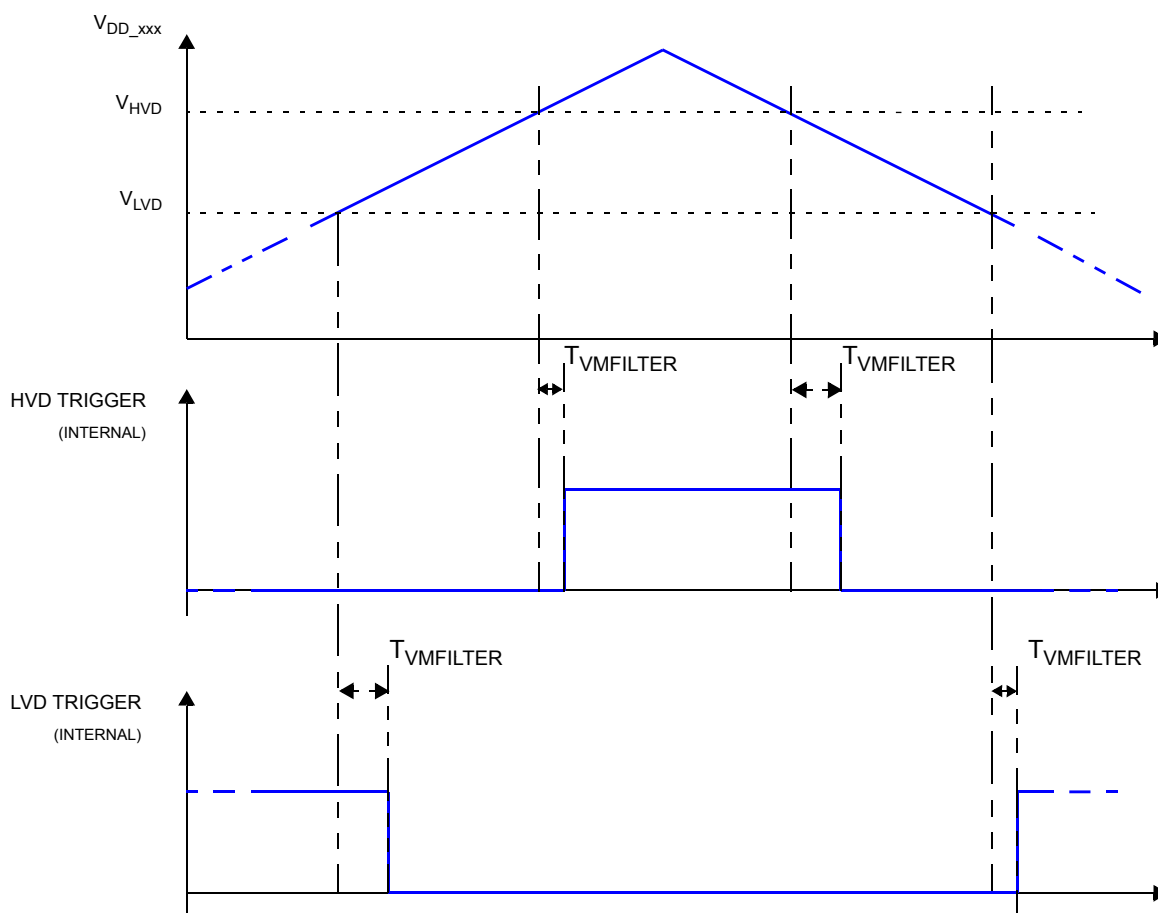 VDD_xxx
VHVD
VLVD
TVMFILTER
TVMFILTER
HVD TRIGGER
(INTERNAL)
TVMFILTER
TVMFILTER
LVD TRIGGER
(INTERNAL)